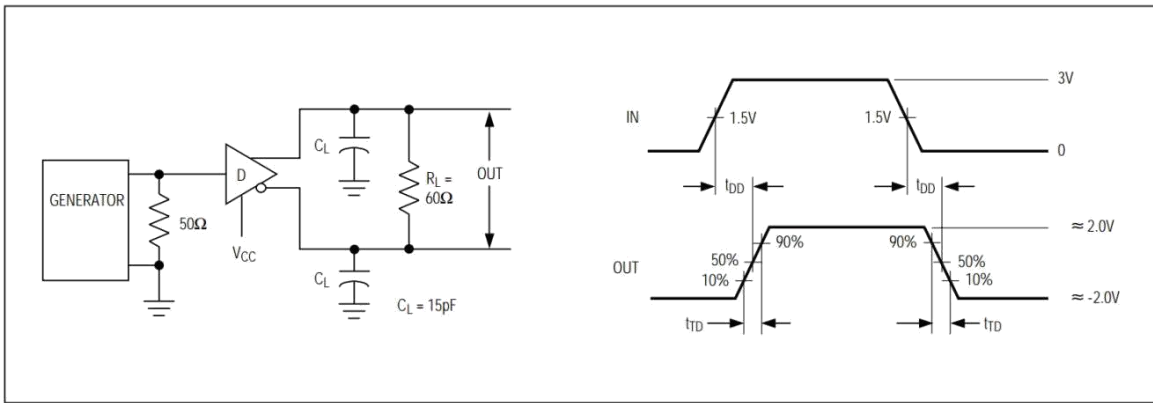 GENERATOR
50Ω
D
VCC
CL
CL
CL = 15pF
RL =
60Ω
OUT
IN
1.5V
1.5V
3V
0
tDD
tDD
OUT
90%
50%
10%
90%
50%
10%
≈ 2.0V
≈ -2.0V
tTD
tTD